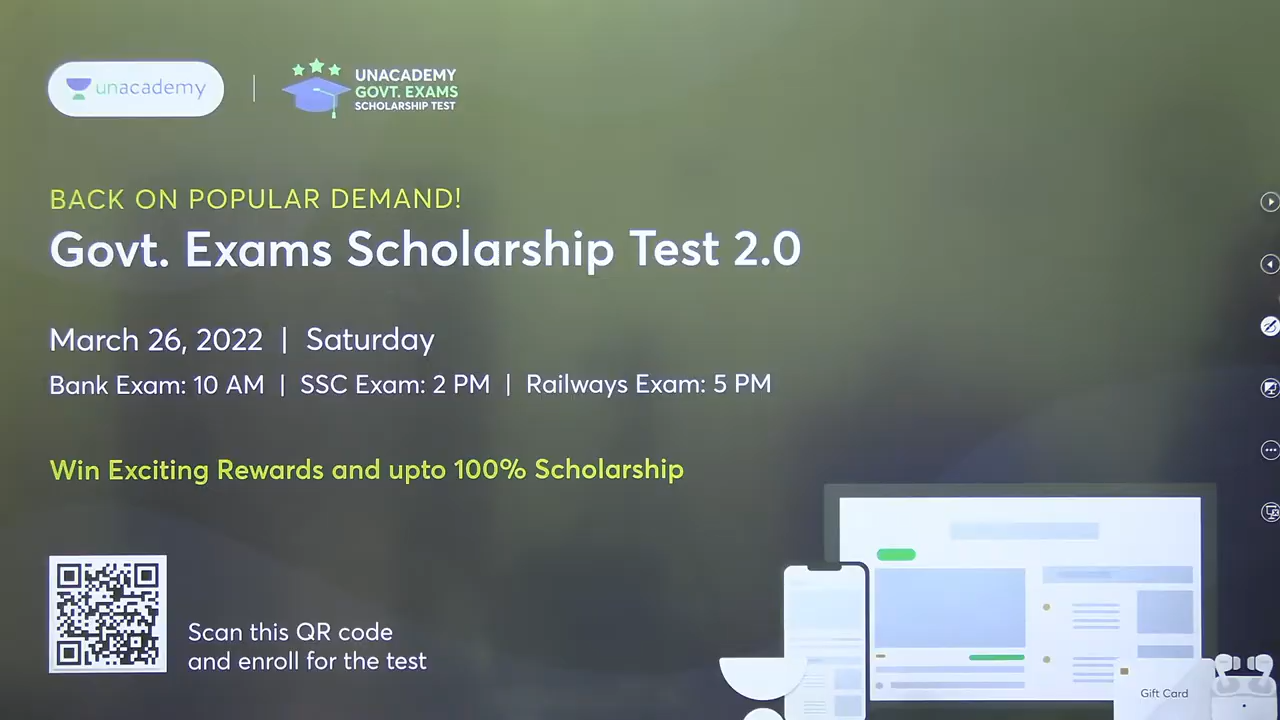 unacademy
UNACADEMY
GOVT. EXAMS
SCHOLARSHIP TEST
BACK ON POPULAR DEMAND!
Govt. Exams Scholarship Test 2.0
March 26, 2022 | Saturday
Bank Exam: 10 AM | SSC Exam: 2 PM | Railways Exam: 5 PM
Win Exciting Rewards and upto 100% Scholarship
Scan this QR code
and enroll for the test
Gift Card